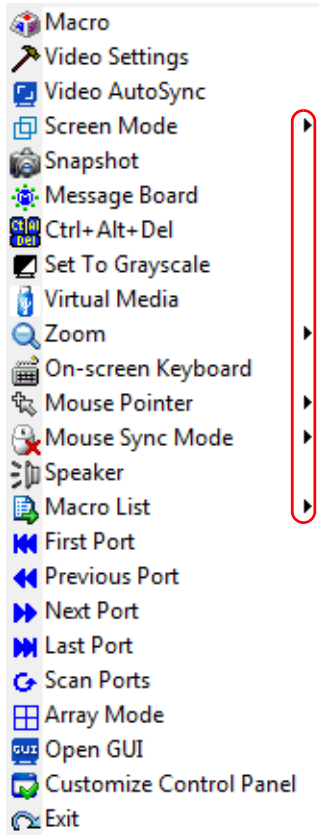 Macro
Video Settings
Video AutoSync
Screen Mode
Snapshot
Message Board
Ctrl+Alt+Del
Set To Grayscale
Virtual Media
Zoom
On-screen Keyboard
Mouse Pointer
Mouse Sync Mode
Speaker
Macro List
First Port
Previous Port
Next Port
Last Port
Scan Ports
Array Mode
GUI Open GUI
Customize Control Panel
Exit